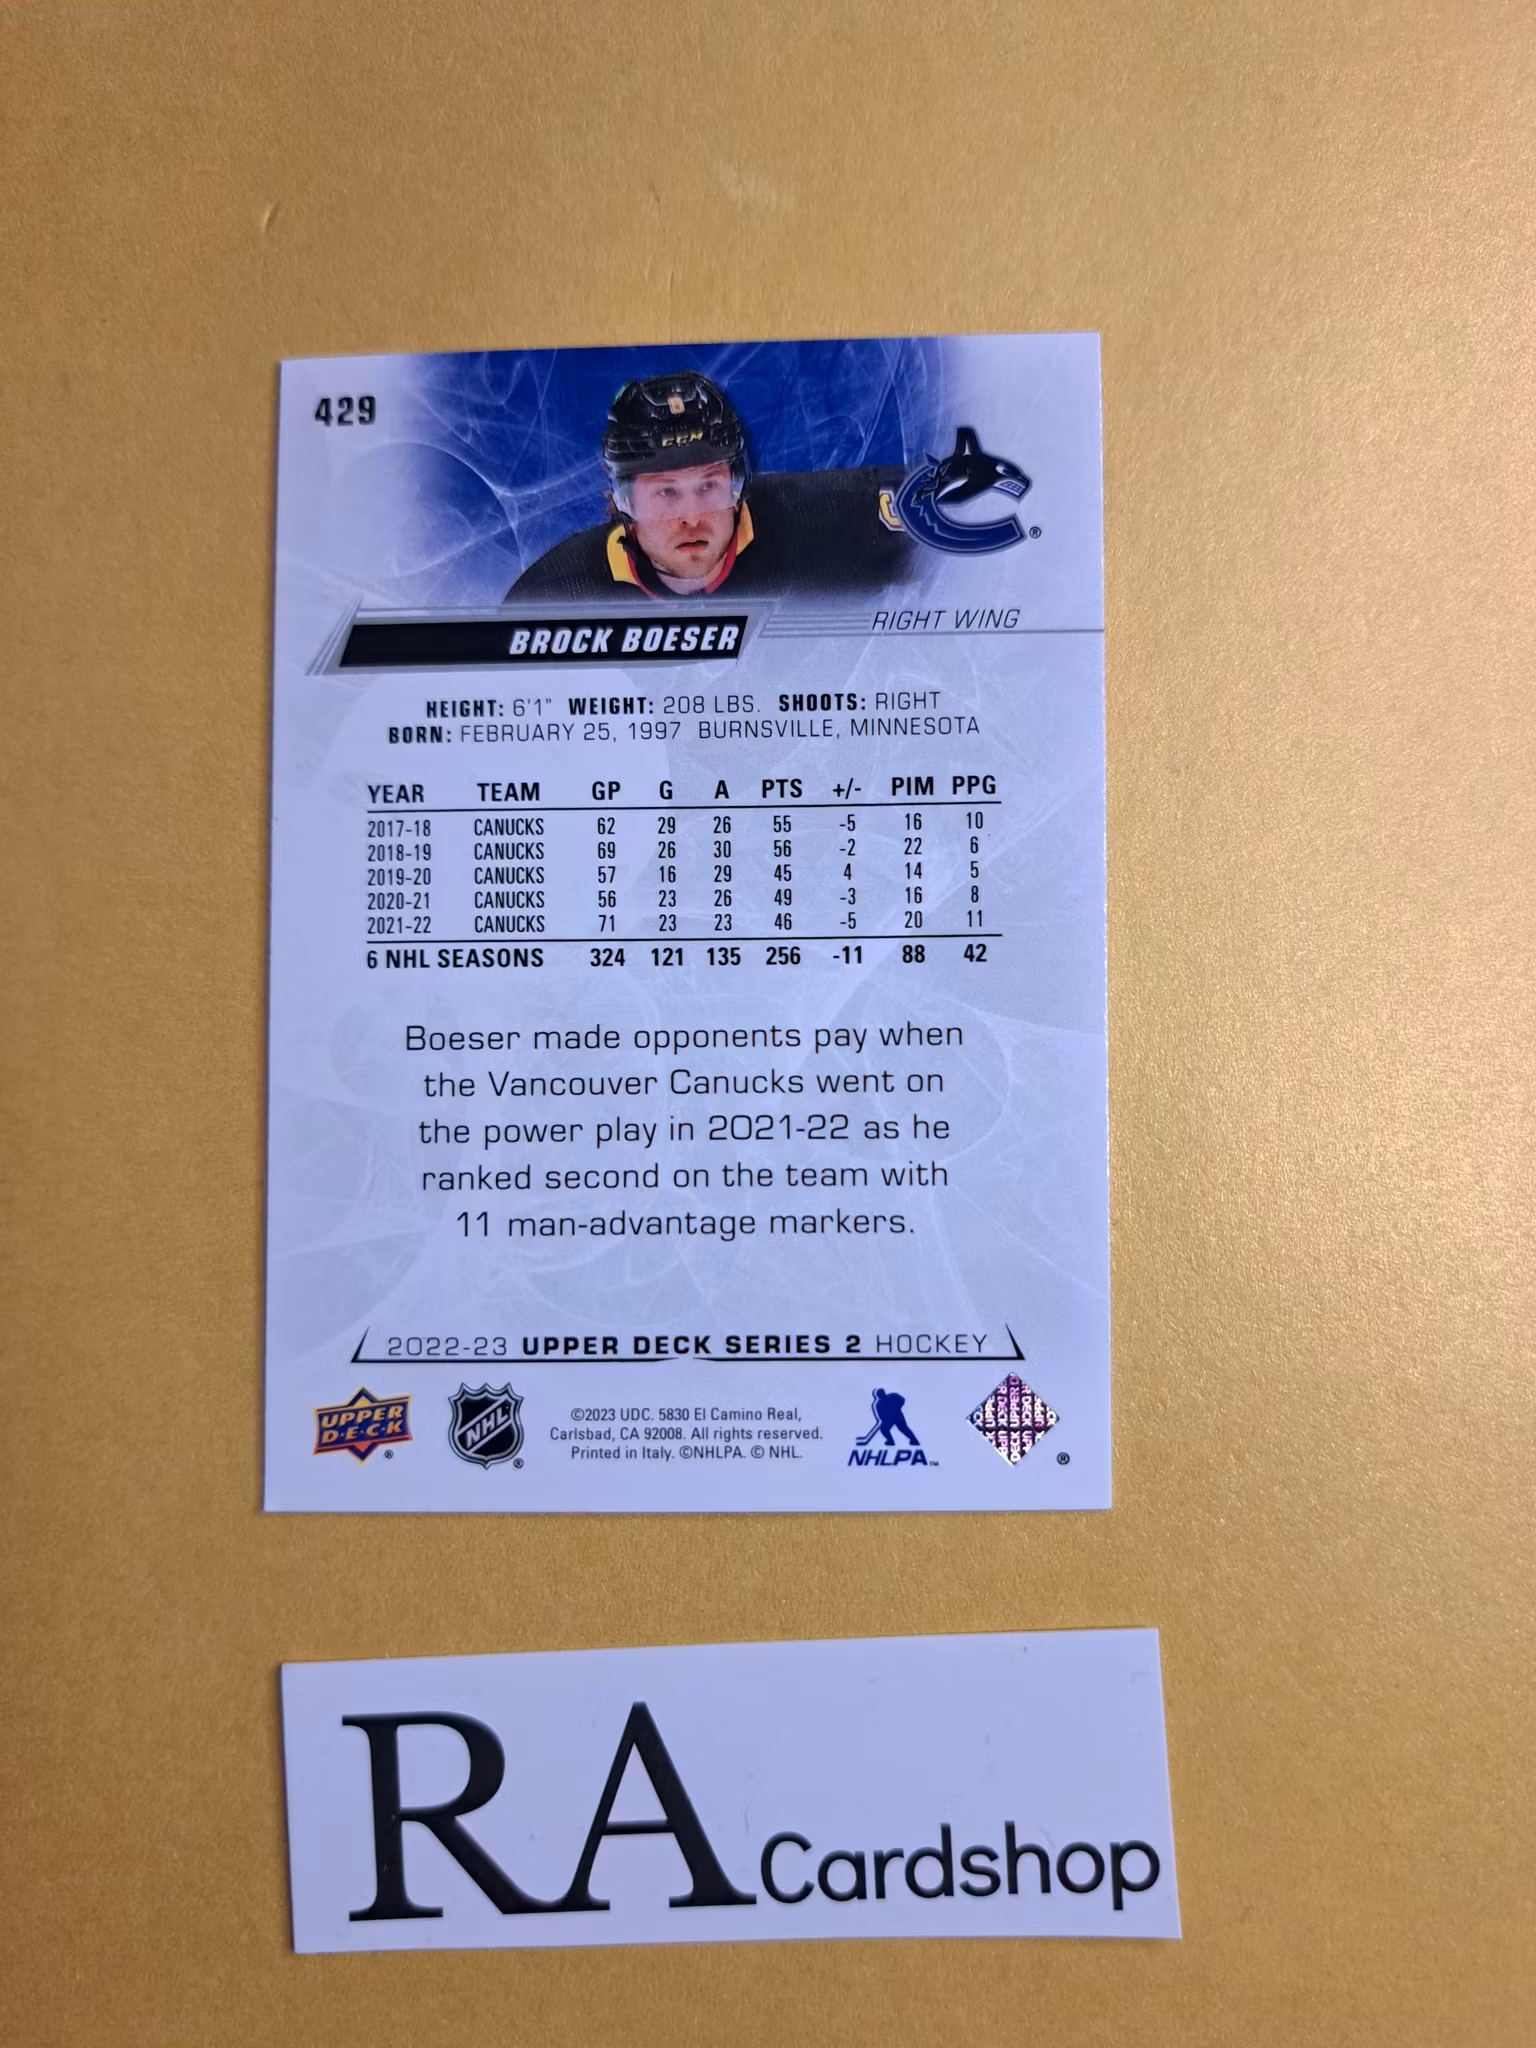 429
8
CCM
®
BROCK BOESER
RIGHT WING
HEIGHT: 6'1" WEIGHT: 208 LBS. SHOOTS: RIGHT
BORN: FEBRUARY 25, 1997 BURNSVILLE, MINNESOTA
YEAR TEAM GP G A PTS +/- PIM PPG
2017-18 CANUCKS 62 29 26 55 -5 16 10
2018-19 CANUCKS 69 26 30 56 -2 22 6
2019-20 CANUCKS 57 16 29 45 4 14 5
2020-21 CANUCKS 56 23 26 49 -3 16 8
2021-22 CANUCKS 71 23 23 46 -5 20 11
6 NHL SEASONS 324 121 135 256 -11 88 42
Boeser made opponents pay when
the Vancouver Canucks went on
the power play in 2021-22 as he
ranked second on the team with
11 man-advantage markers.
2022-23 UPPER DECK SERIES 2 HOCKEY
UPPER
D·E·C·K
®
NHL
®
©2023 UDC. 5830 El Camino Real,
Carlsbad, CA 92008. All rights reserved.
Printed in Italy. ©NHLPA. © NHL.
NHLPA™
UPPER DECK
®
RA Cardshop